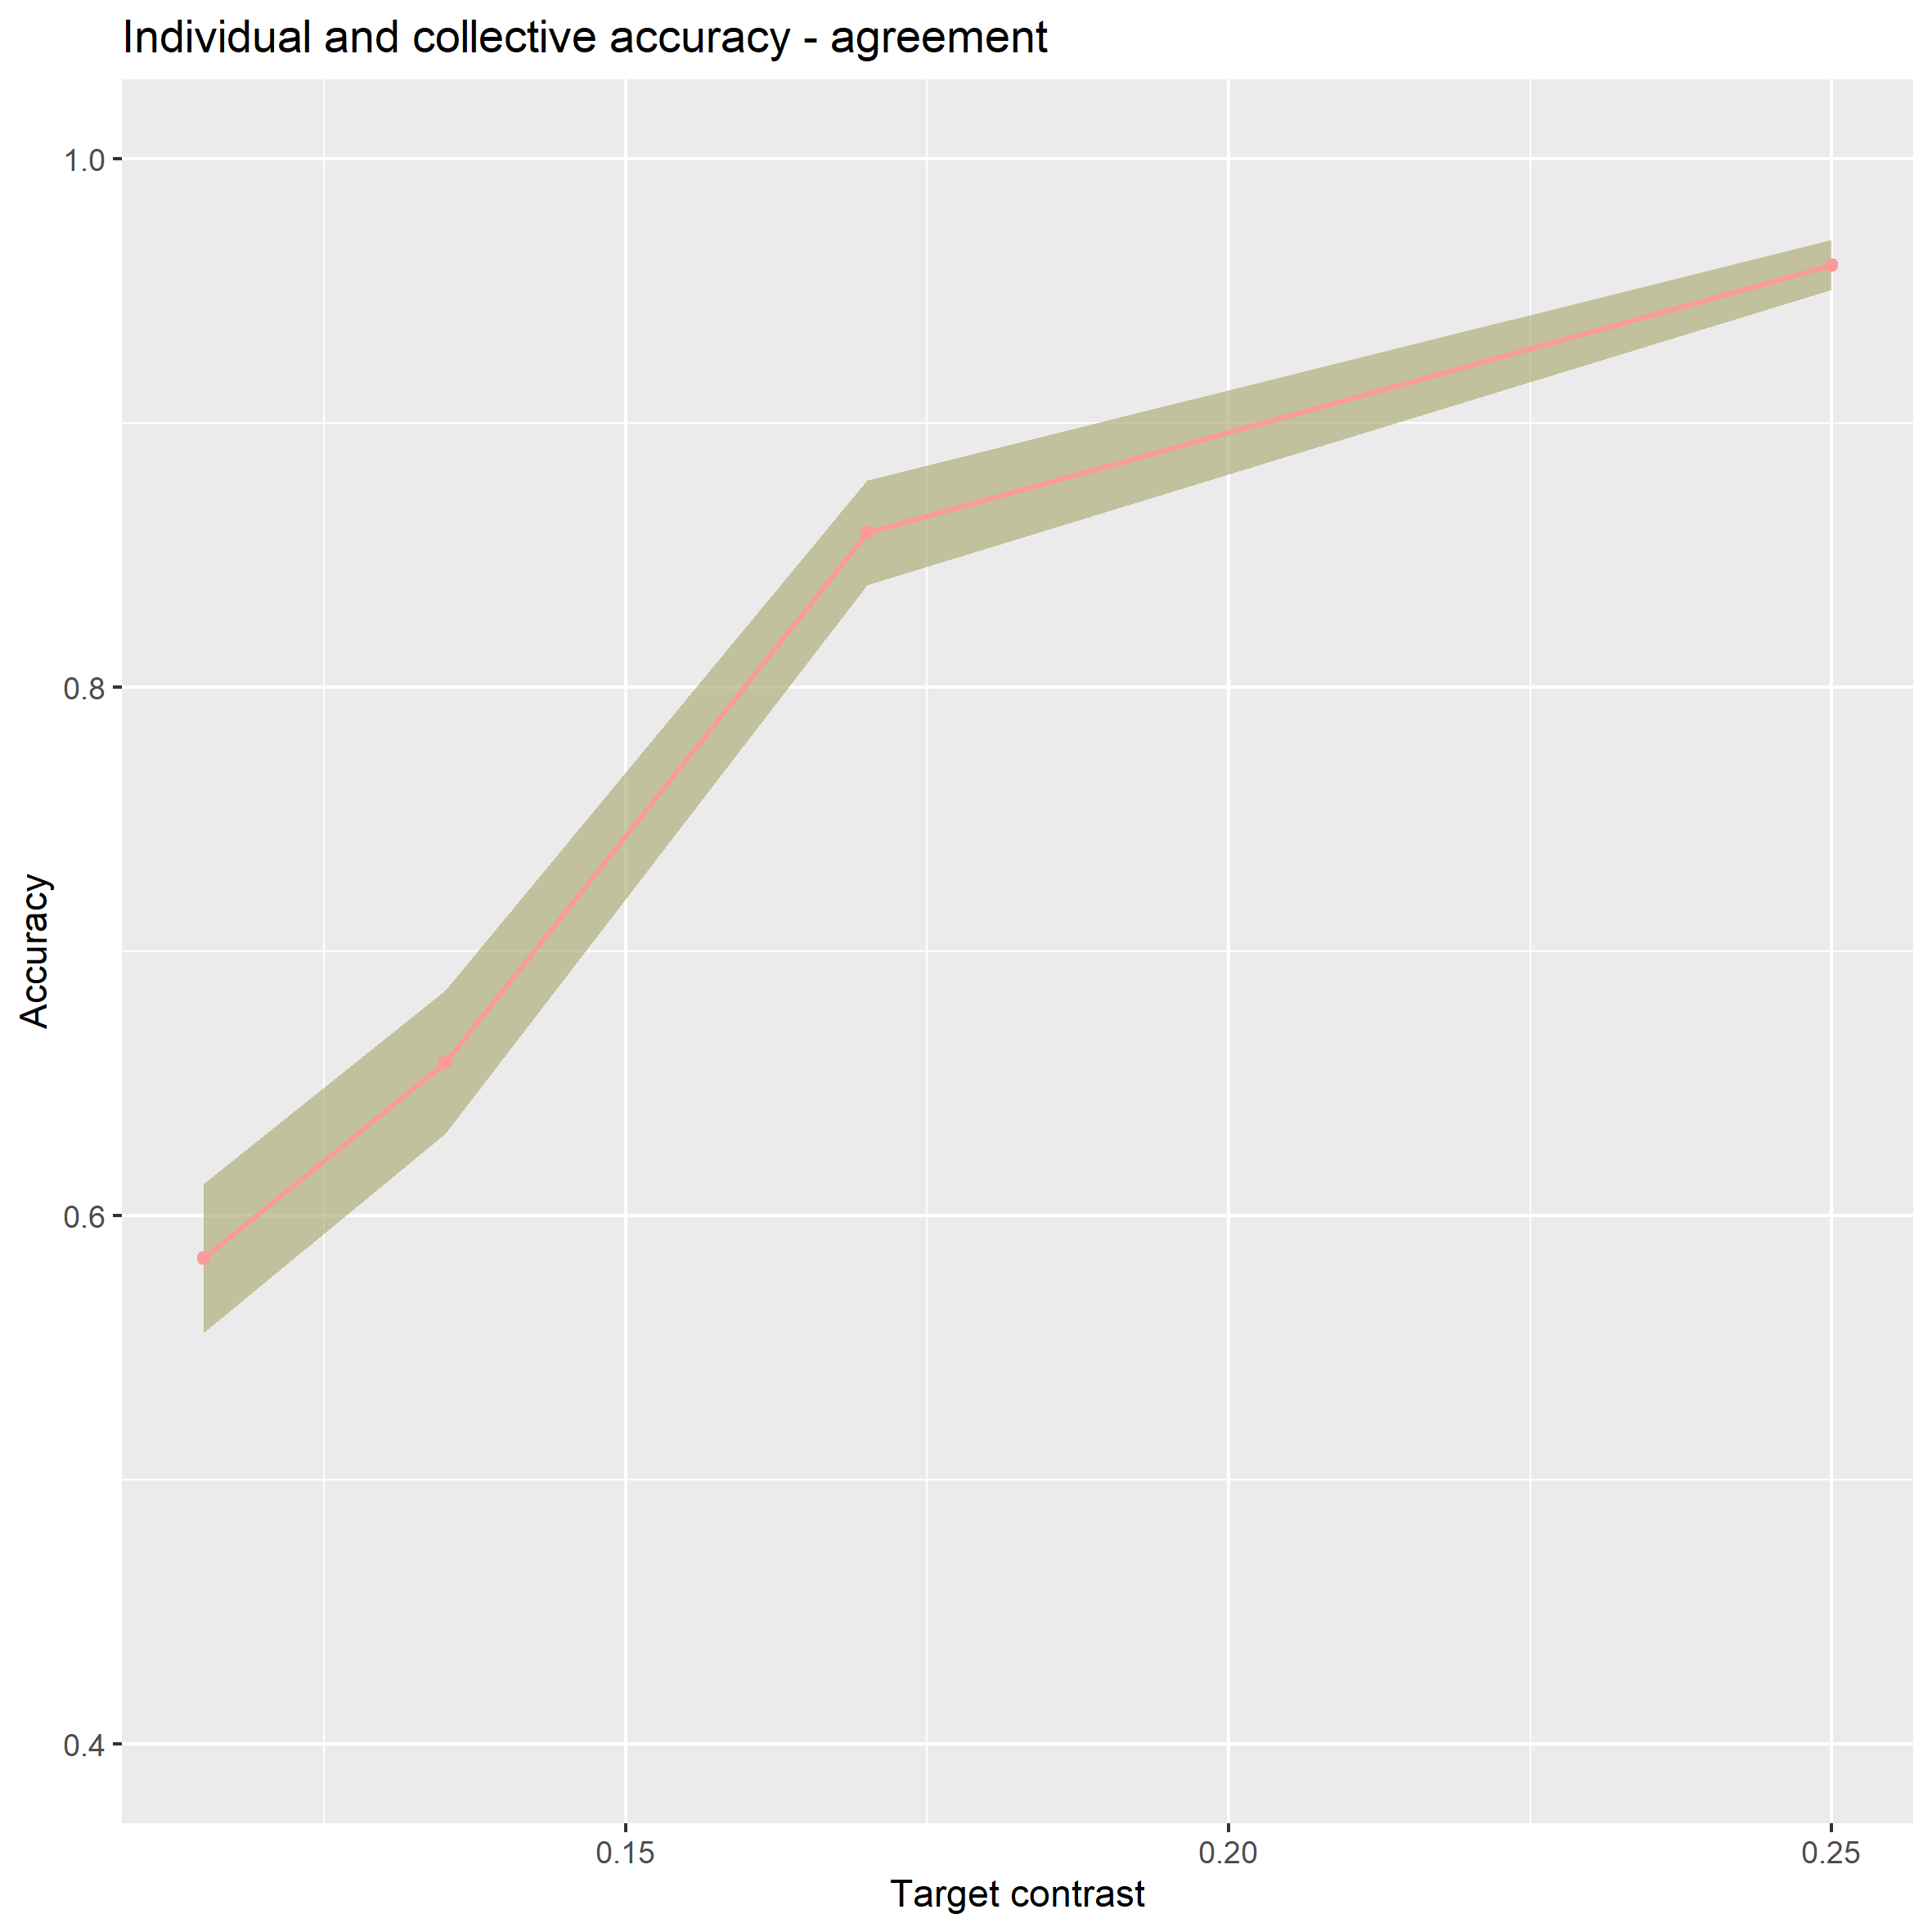 Individual and collective accuracy - agreement
1.0
0.8
0.6
0.4
Accuracy
0.15 0.20 0.25
Target contrast